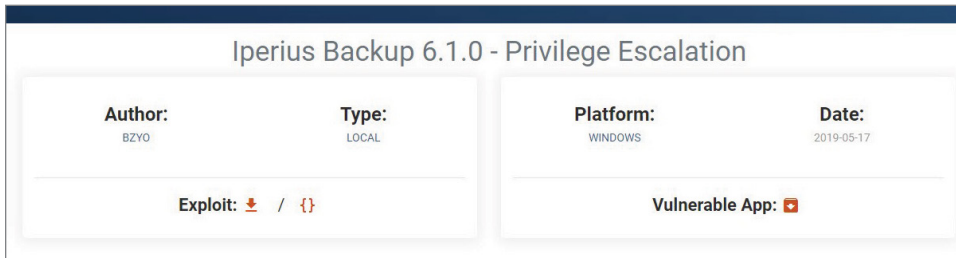 Iperius Backup 6.1.0 - Privilege Escalation
Author: Type: Platform: Date:
BZYO LOCAL WINDOWS 2019-05-17
Exploit: / {} Vulnerable App: